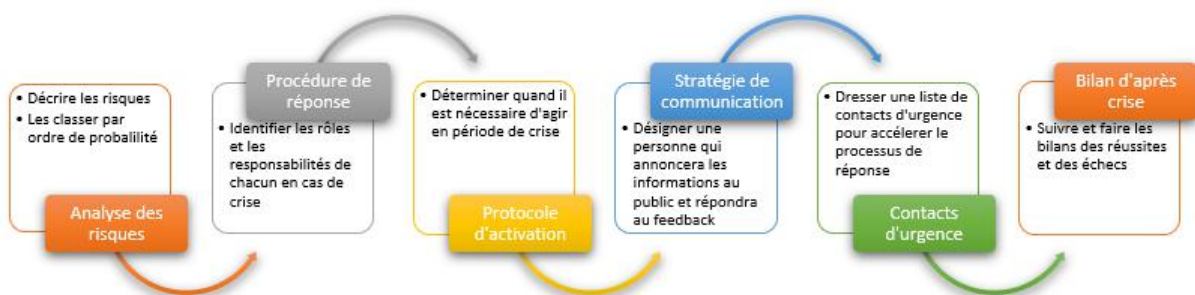 • Décrire les risques
• Les classer par
ordre de probalilité
Analyse des
risques
Procédure de
réponse
• Identifier les rôles
et les
responsabilités de
chacun en cas de
crise
• Déterminer quand il
est nécessaire d'agir
en période de crise
Protocole
d'activation
Stratégie de
communication
• Désigner une
personne qui
annoncera les
informations au
public et répondra
au feedback
• Dresser une liste de
contacts d'urgence
pour accélerer le
processus de
réponse
Contacts
d'urgence
Bilan d'après
crise
• Suivre et faire les
bilans des réussites
et des échecs